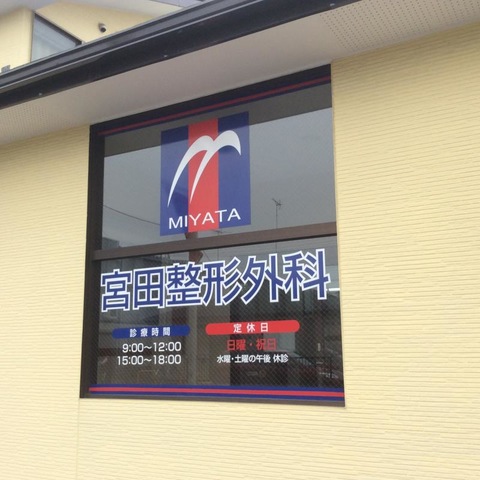 MIYATA
宮田整形外科
診療時間
9:00〜12:00
15:00〜18:00
定休日
日曜・祝日
水曜・土曜の午後 休診